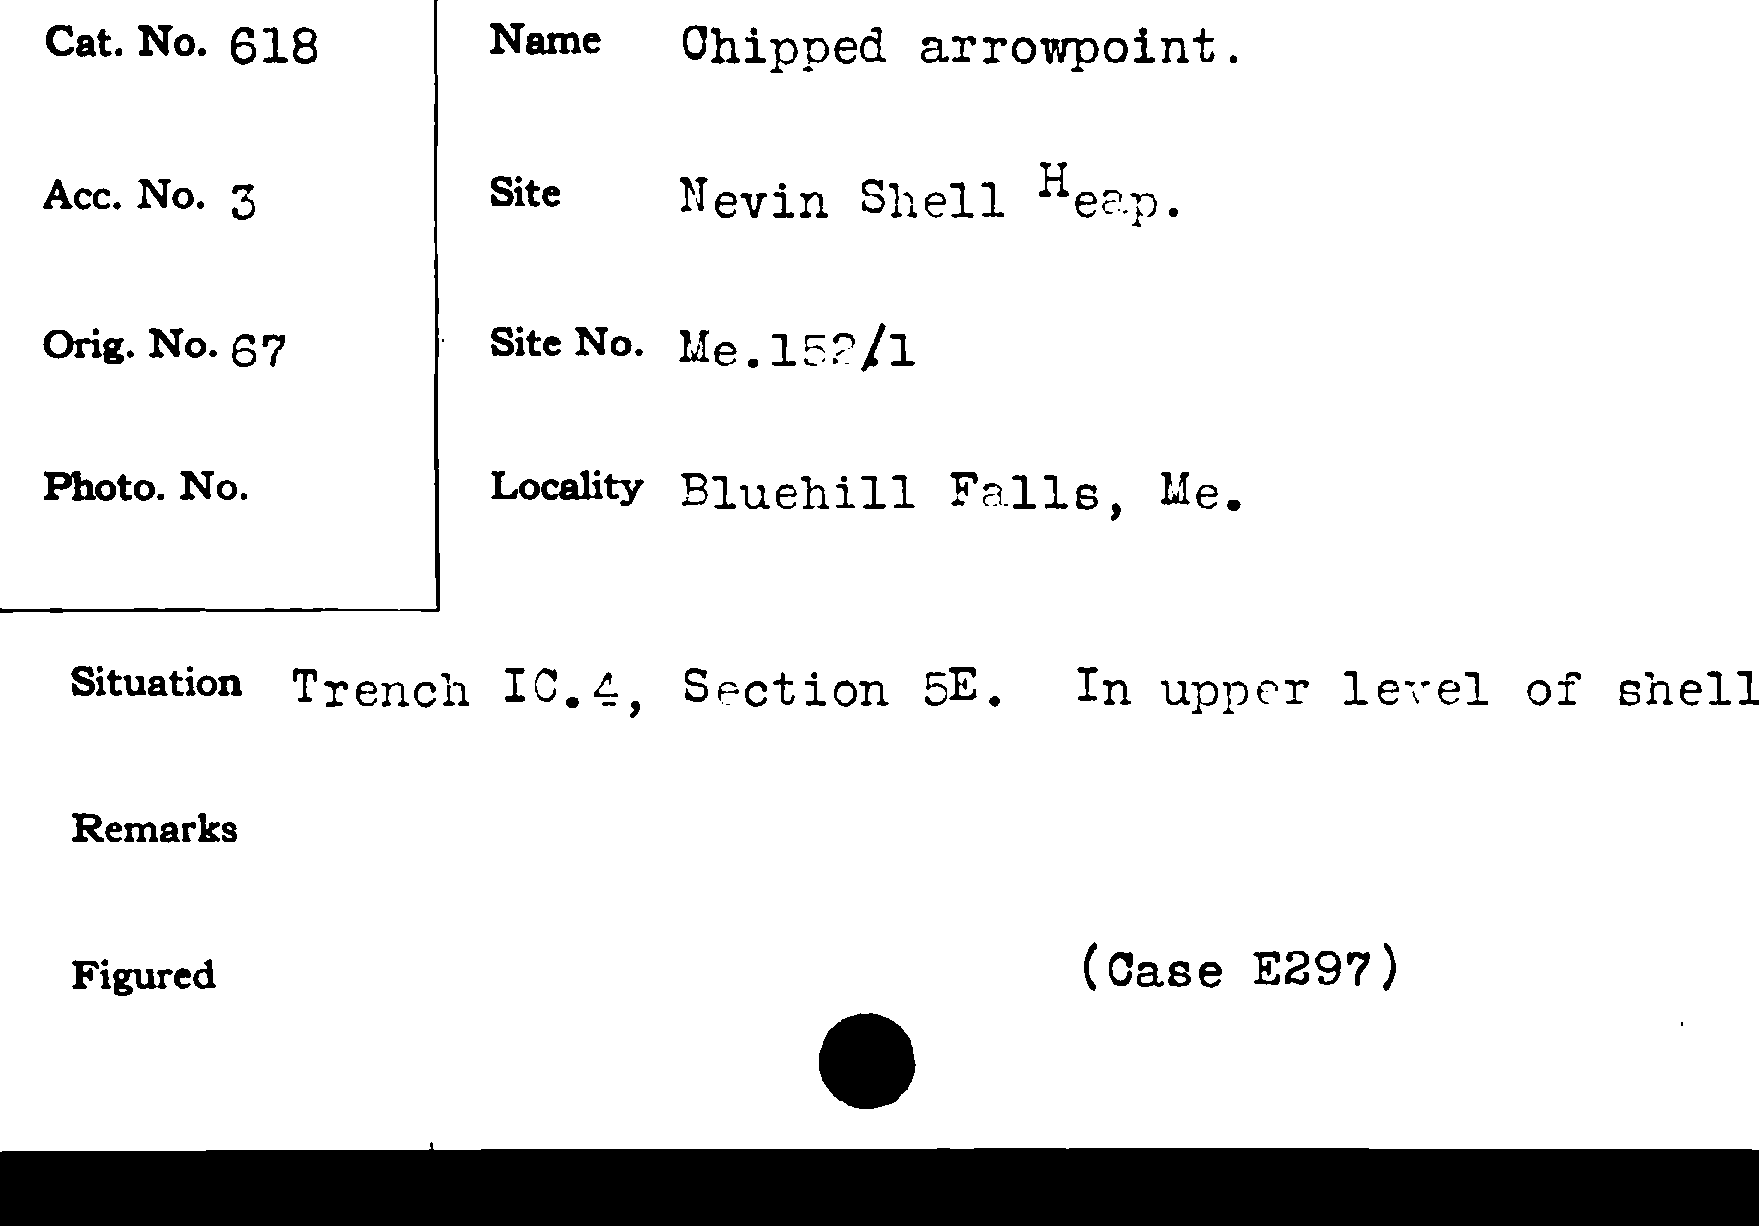 Cat. No. 618 Name Chipped arrowpoint.
Acc. No. 3 Site Nevin Shell Heap.
Orig. No. 67 Site No. Me.152/1
Photo. No. Locality Bluehill Falls, Me.
Situation Trench IC.4, Section 5E. In upper level of shell
Remarks
Figured (Case E297)